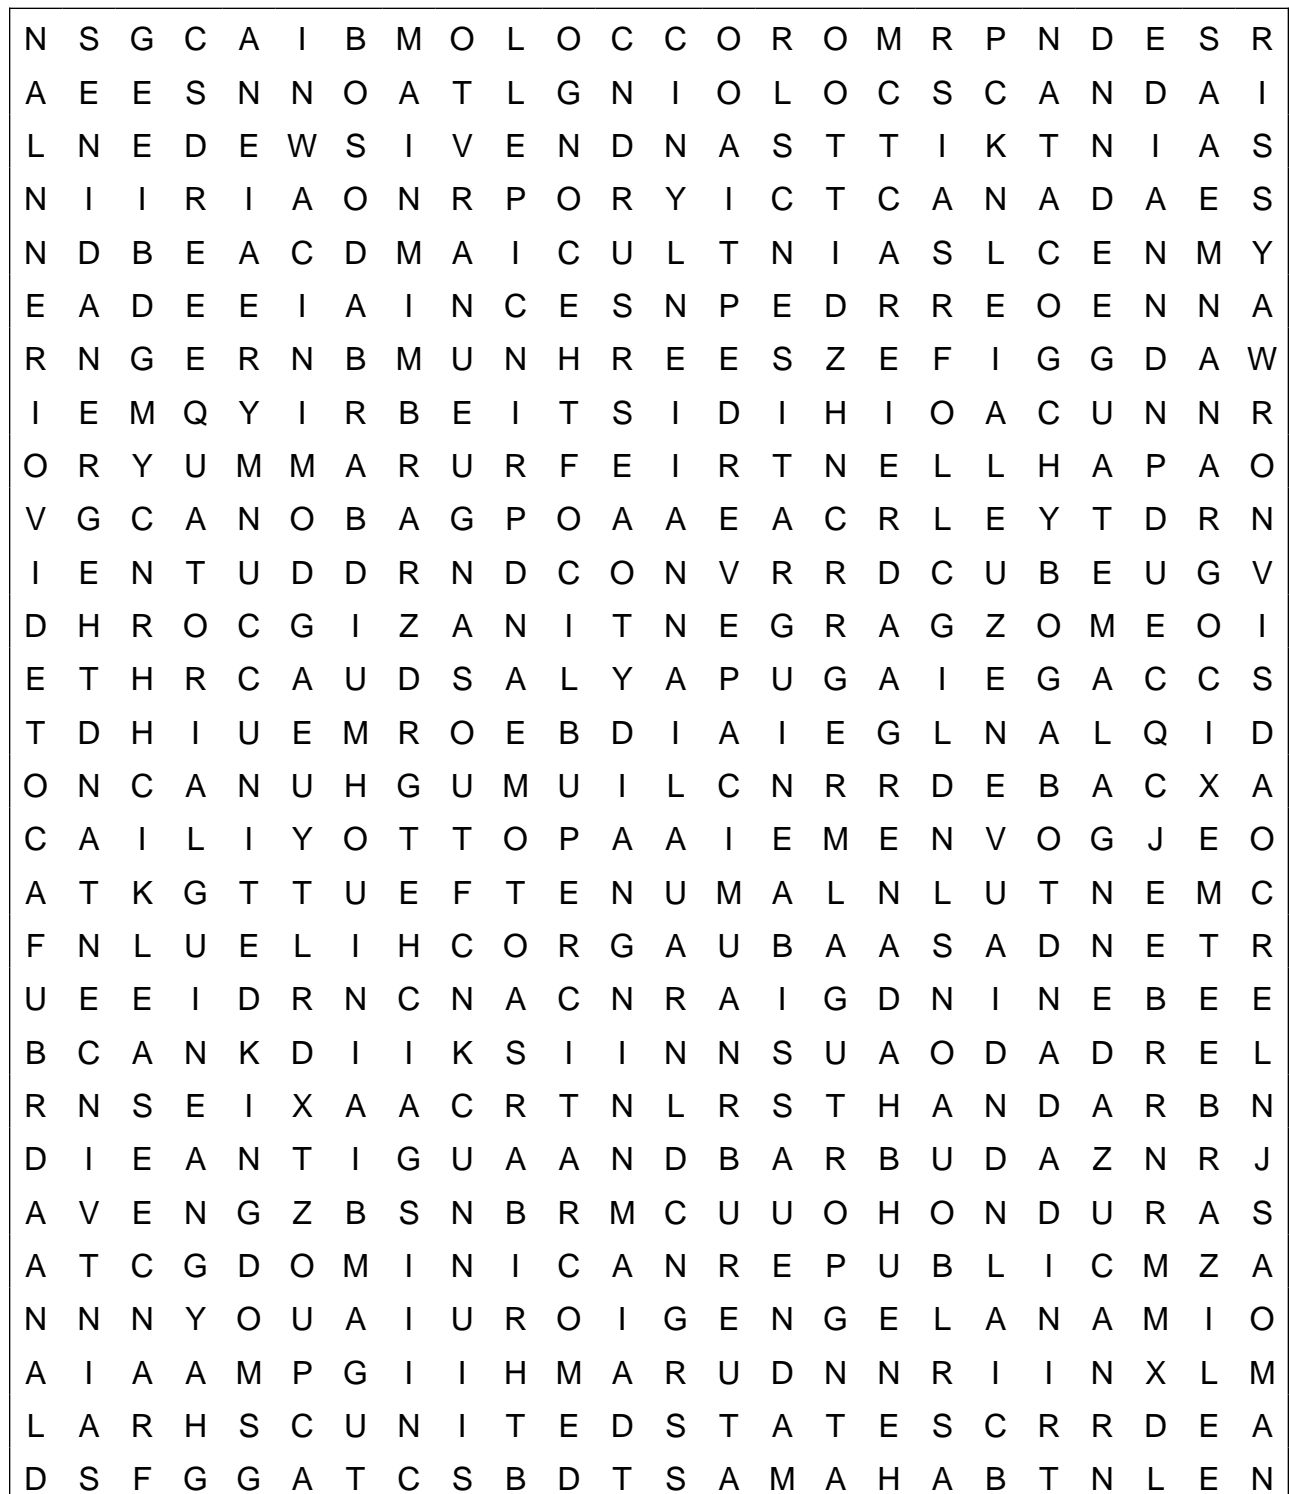 N S G C A I B M O L O C C O R O M R P N D E S R
A E E S N N O A T L G N I O L O C S C A N D A I
L N E D E W S I V E N D N A S T T I K T N I A S
N I I R I A O N R P O R Y I C T C A N A D A E S
N D B E A C D M A I C U L T N I A S L C E N M Y
E A D E E I A I N C E S N P E D R R E O E N N A
R N G E R N B M U N H R E E S Z E F I G G D A W
I E M Q Y I R B E I T S I D I H I O A C U N N R
O R Y U M M A R U R F E I R T N E L L H A P A O
V G C A N O B A G P O A A E A C R L E Y T D R N
I E N T U D D R N D C O N V R R D C U B E U G V
D H R O C G I Z A N I T N E G R A G Z O M E O I
E T H R C A U D S A L Y A P U G A I E G A C C S
T D H I U E M R O E B D I A I E G L N A L Q I D
O N C A N U H G U M U I L C N R R D E B A C X A
C A I L I Y O T T O P A A I E M E N V O G J E O
A T K G T T U E F T E N U M A L N L U T N E M C
F N L U E L I H C O R G A U B A A S A D N E T R
U E E I D R N C N A C N R A I G D N I N E B E E
B C A N K D I I K S I I N N S U A O D A D R E L
R N S E I X A A C R T N L R S T H A N D A R B N
D I E A N T I G U A A N D B A R B U D A Z N R J
A V E N G Z B S N B R M C U U O H O N D U R A S
A T C G D O M I N I C A N R E P U B L I C M Z A
N N N Y O U A I U R O I G E N G E L A N A M I O
A I A A M P G I I H M A R U D N N R I I N X L M
L A R H S C U N I T E D S T A T E S C R R D E A
D S F G G A T C S B D T S A M A H A B T N L E N